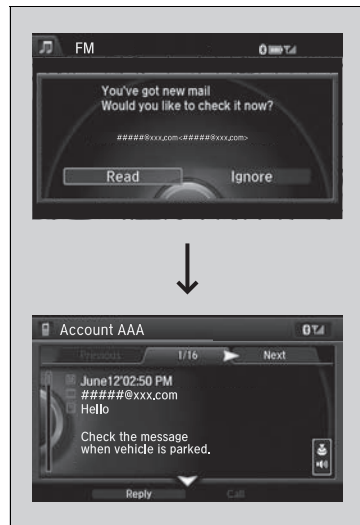 FM
You've got new mail
Would you like to check it now?
#####@xxx.com<#####@xxx.com>
Read Ignore
Account AAA
Previous 1/16 Next
June12'02:50 PM
#####@xxx.com
Hello
Check the message
when vehicle is parked.
Reply Call